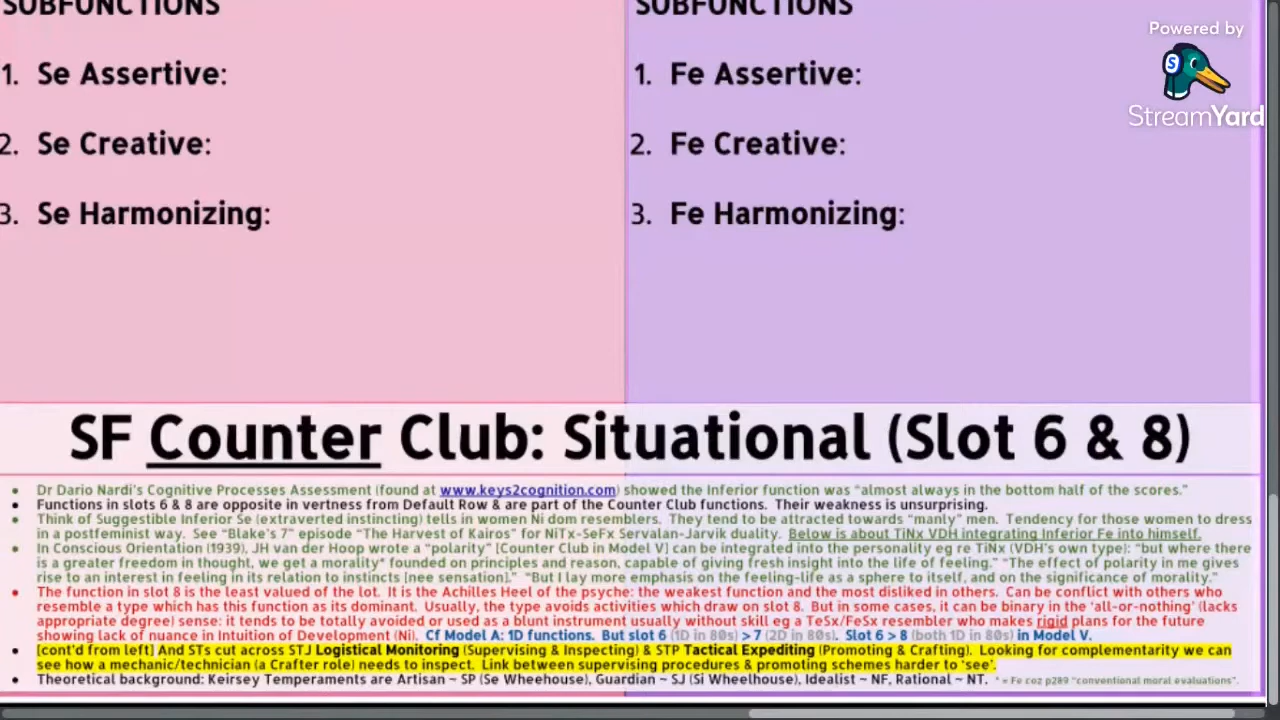 SUBFUNCTIONS
SUBFUNCTIONS
Powered by
StreamYard
1. Se Assertive:
1. Fe Assertive:
2. Se Creative:
2. Fe Creative:
3. Se Harmonizing:
3. Fe Harmonizing:
SF Counter Club: Situational (Slot 6 & 8)
• Dr Dario Nardi's Cognitive Processes Assessment (found at www.keys2cognition.com) showed the Inferior function was "almost always in the bottom half of the scores."
• Functions in slots 6 & 8 are opposite in vertness from Default Row & are part of the Counter Club functions. Their weakness is unsurprising.
• Think of Suggestible Inferior Se (extraverted instincting) tells in women Ni dom resemblers. They tend to be attracted towards "manly" men. Tendency for those women to dress
in a postfeminist way. See "Blake's 7" episode "The Harvest of Kairos" for NiTx-SeFx Servalan-Jarvik duality. Below is about TiNx VDH integrating Inferior Fe into himself.
• In Conscious Orientation (1939), JH van der Hoop wrote a "polarity" [Counter Club in Model V] can be integrated into the personality eg re TiNx (VDH's own type): "but where there
is a greater freedom in thought, we get a morality* founded on principles and reason, capable of giving fresh insight into the life of feeling." "The effect of polarity in me gives
rise to an interest in feeling in its relation to instincts [nee sensation]." "But I lay more emphasis on the feeling-life as a sphere to itself, and on the significance of morality."
• The function in slot 8 is the least valued of the lot. It is the Achilles Heel of the psyche: the weakest function and the most disliked in others. Can be conflict with others who
resemble a type which has this function as its dominant. Usually, the type avoids activities which draw on slot 8. But in some cases, it can be binary in the 'all-or-nothing' (lacks
appropriate degree) sense: it tends to be totally avoided or used as a blunt instrument usually without skill eg a TeSx/FeSx resembler who makes rigid plans for the future
showing lack of nuance in Intuition of Development (Ni). Cf Model A: 1D functions. But slot 6 (1D in 80s) > 7 (2D in 80s). Slot 6 > 8 (both 1D in 80s) in Model V.
• [cont'd from left] And STs cut across STJ Logistical Monitoring (Supervising & Inspecting) & STP Tactical Expediting (Promoting & Crafting). Looking for complementarity we can
see how a mechanic/technician (a Crafter role) needs to inspect. Link between supervising procedures & promoting schemes harder to 'see'.
• Theoretical background: Keirsey Temperaments are Artisan ~ SP (Se Wheehouse), Guardian ~ SJ (Si Wheelhouse), Idealist ~ NF, Rational ~ NT. * = Fe coz p289 "conventional moral evaluations".